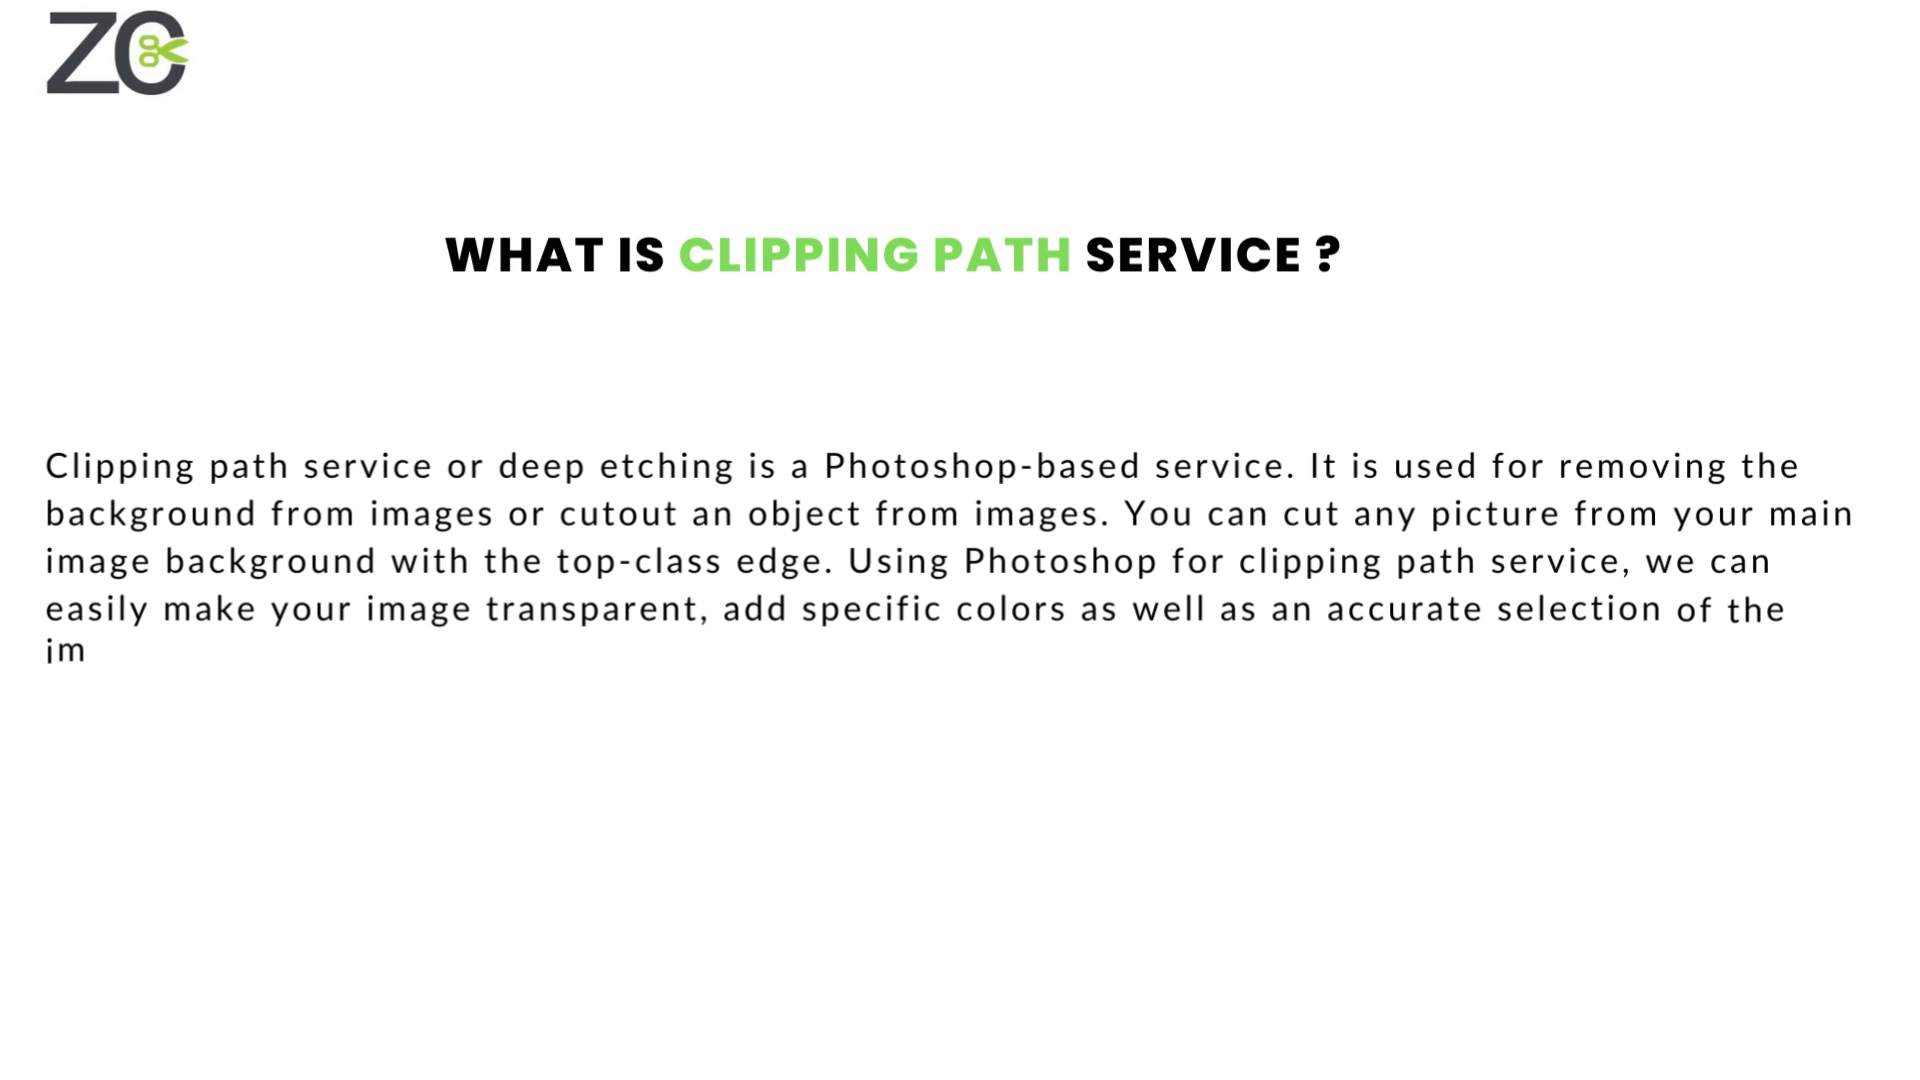 ZC
WHAT IS CLIPPING PATH SERVICE ?
Clipping path service or deep etching is a Photoshop-based service. It is used for removing the
background from images or cutout an object from images. You can cut any picture from your main
image background with the top-class edge. Using Photoshop for clipping path service, we can
easily make your image transparent, add specific colors as well as an accurate selection of the
im